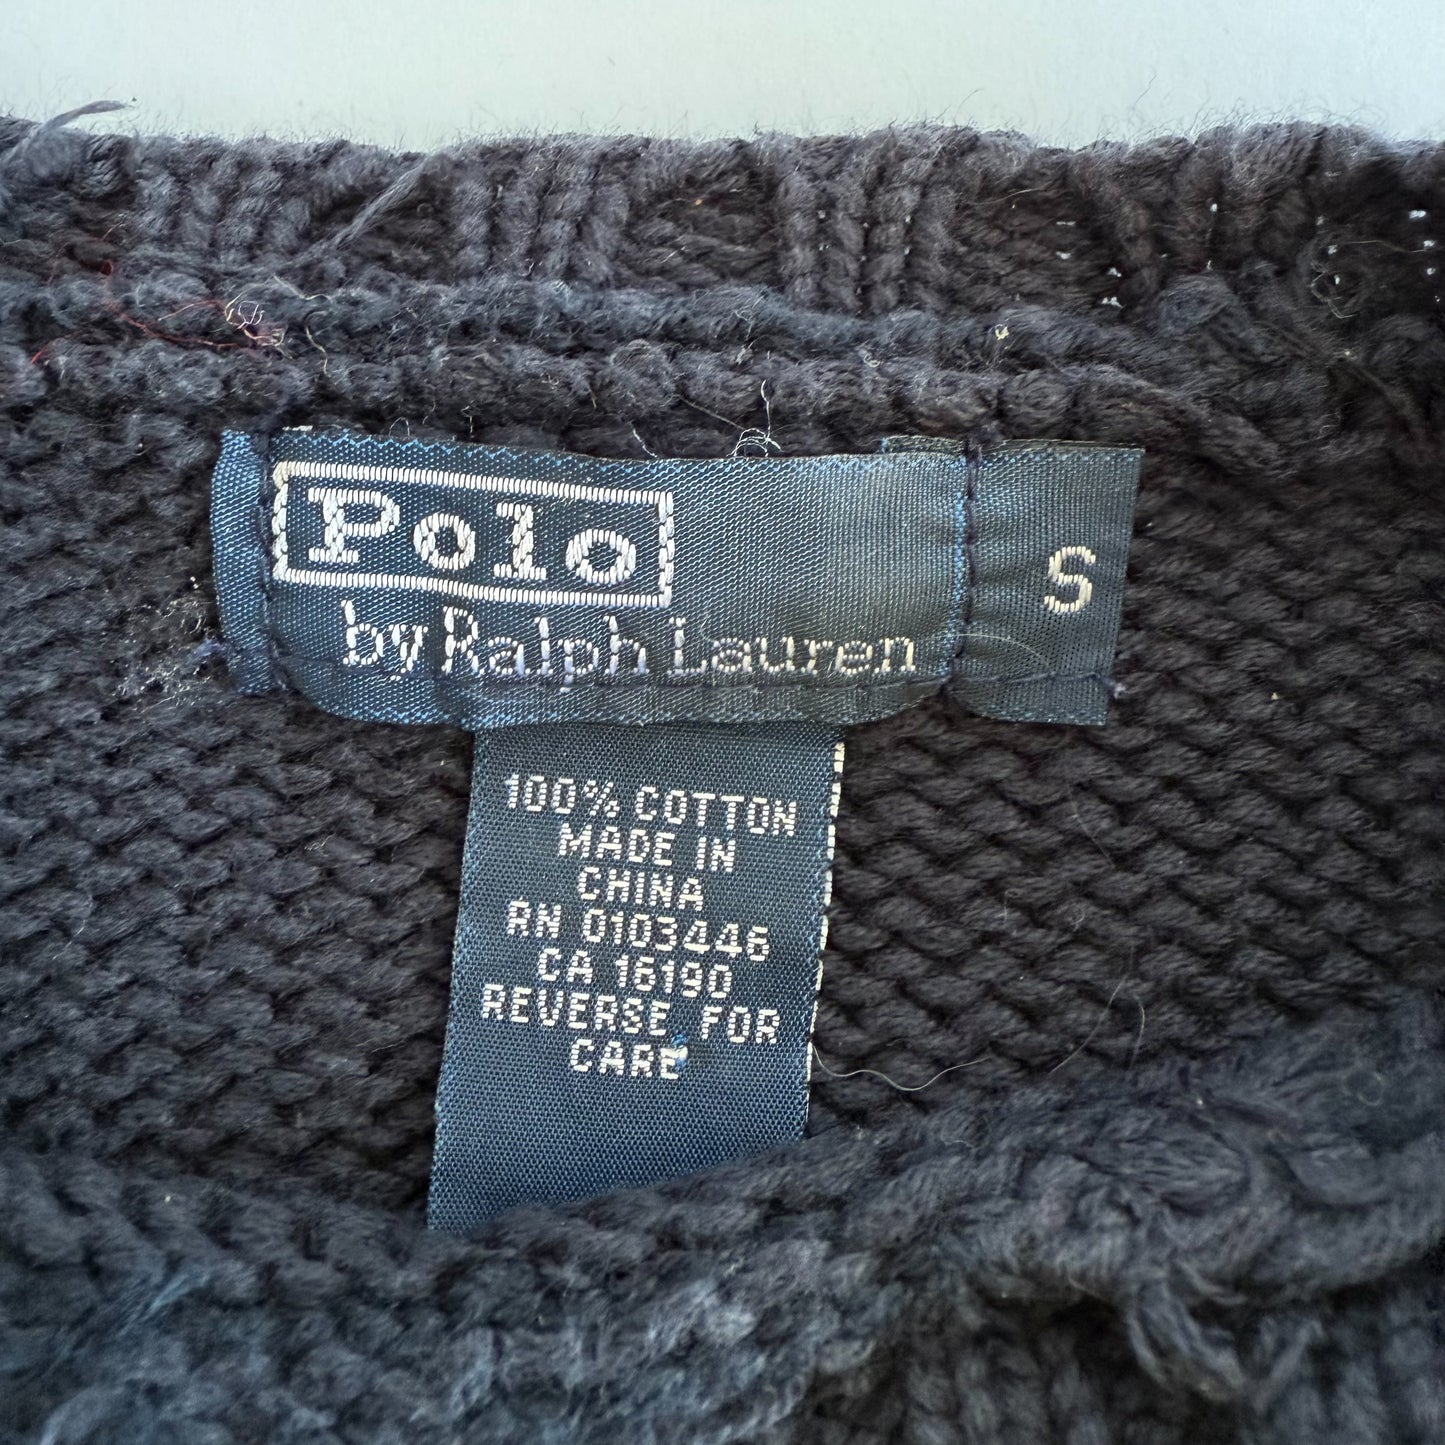 Polo
by Ralph Lauren
S
100% COTTON
MADE IN
CHINA
RN 0103446
CA 16190
REVERSE FOR
CARE